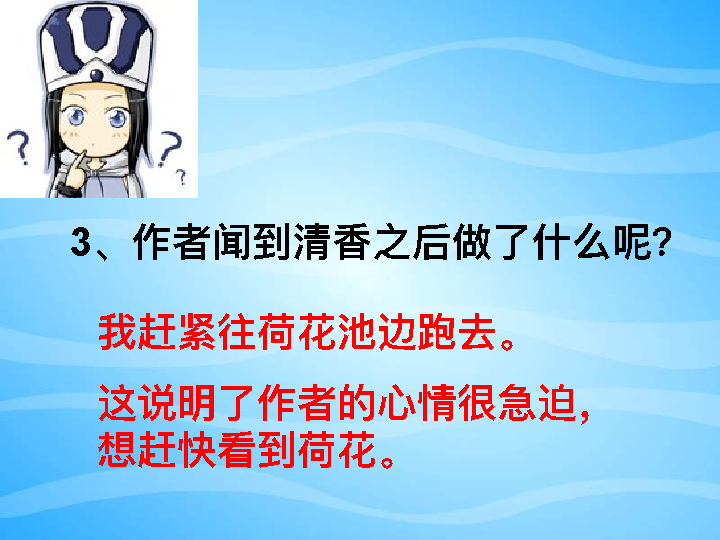 3、作者闻到清香之后做了什么呢?
我赶紧往荷花池边跑去。
这说明了作者的心情很急迫,
想赶快看到荷花。